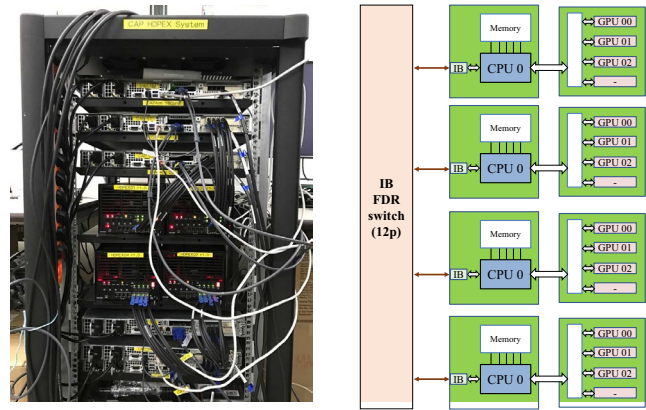 CAP HOPEX System
IB
FDR
switch
(12p)
Memory
IB
CPU 0
GPU 00
GPU 01
GPU 02
-
Memory
IB
CPU 0
GPU 00
GPU 01
GPU 02
-
Memory
IB
CPU 0
GPU 00
GPU 01
GPU 02
-
Memory
IB
CPU 0
GPU 00
GPU 01
GPU 02
-